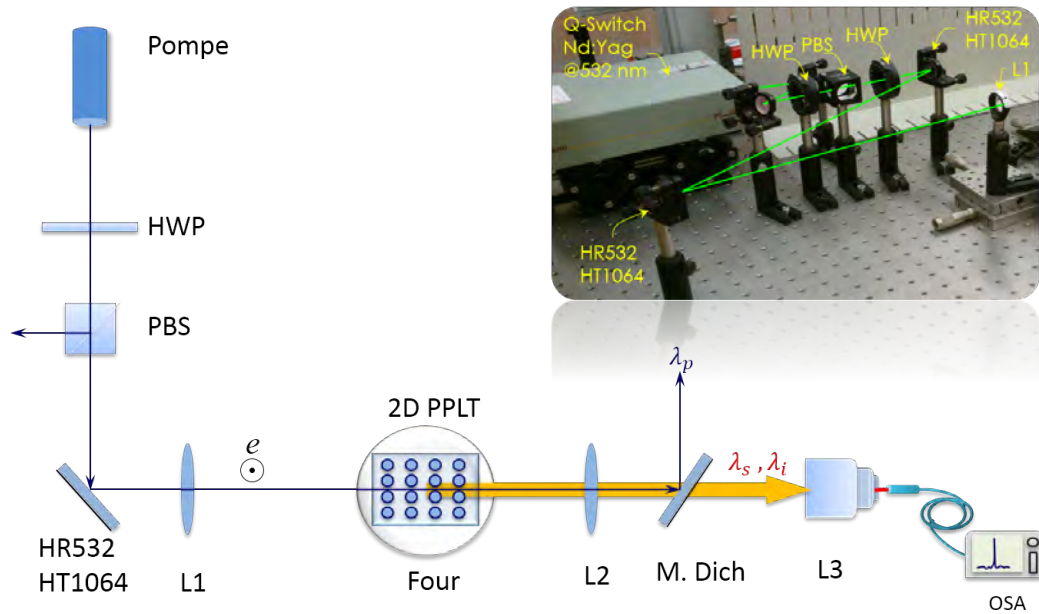 Pompe
HWP
PBS
HR532
HT1064
L1
e
2D PPLT
Four
L2
λp
M. Dich
λs , λi
L3
OSA
Q-Switch
Nd:Yag
@532 nm
HWP
PBS
HWP
HR532
HT1064
L1
HR532
HT1064